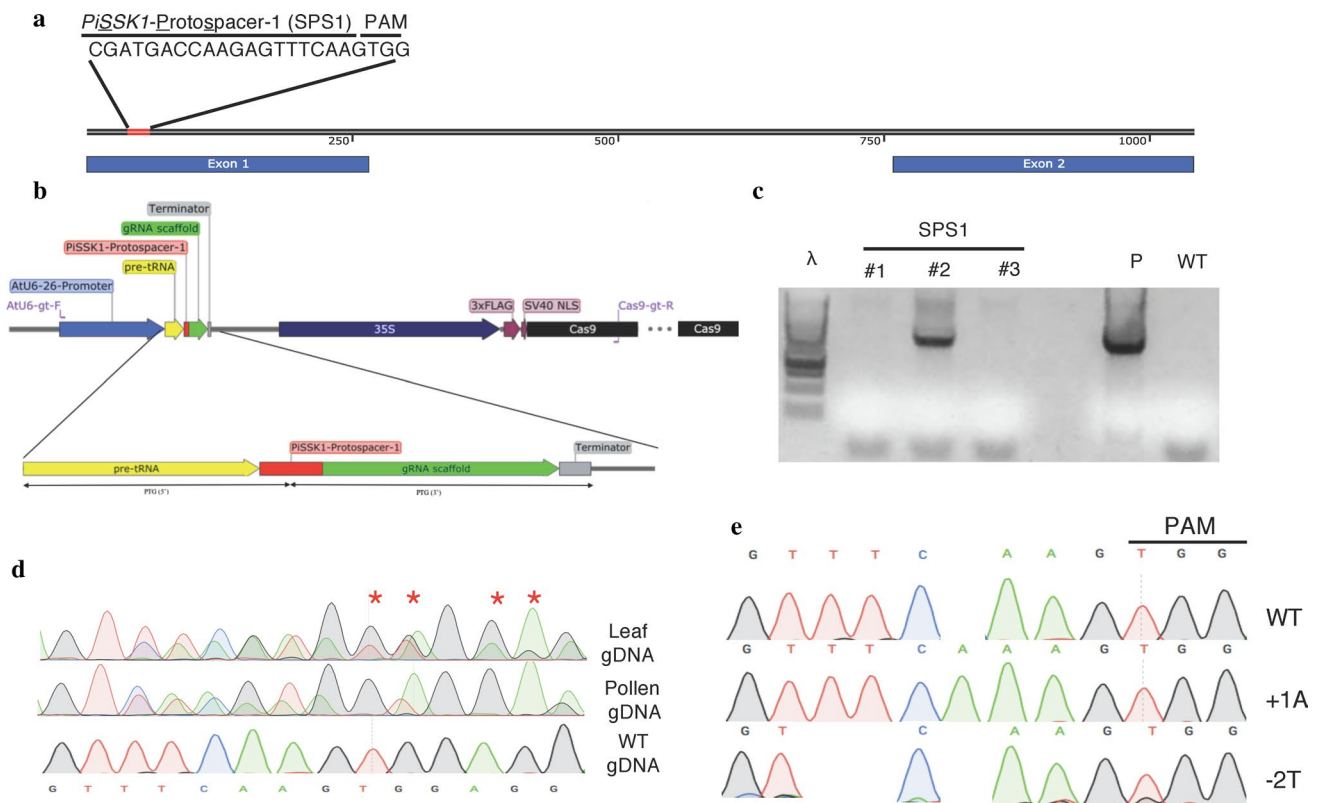 a
PiSSK1-Protospacer-1 (SPS1) PAM
CGATGACCAAGAGTTTCAAGTGG
250 500 750 1000
Exon 1 Exon 2
b
Terminator
gRNA scaffold
PiSSK1-Protospacer-1
pre-tRNA
AtU6-26-Promoter
AtU6-gt-F
3xFLAG SV40 NLS Cas9-gt-R
35S Cas9 Cas9
PiSSK1-Protospacer-1 Terminator
pre-tRNA gRNA scaffold
PTG (5') PTG (3')
c
SPS1
λ #1 #2 #3 P WT
d
* * * *
Leaf
gDNA
Pollen
gDNA
WT
gDNA
G T T T C A A G T G G A G G
e
PAM
G T T T C A A G T G G
WT
G T T T C A A A G T G G
+1A
G T C A A G T G G
-2T